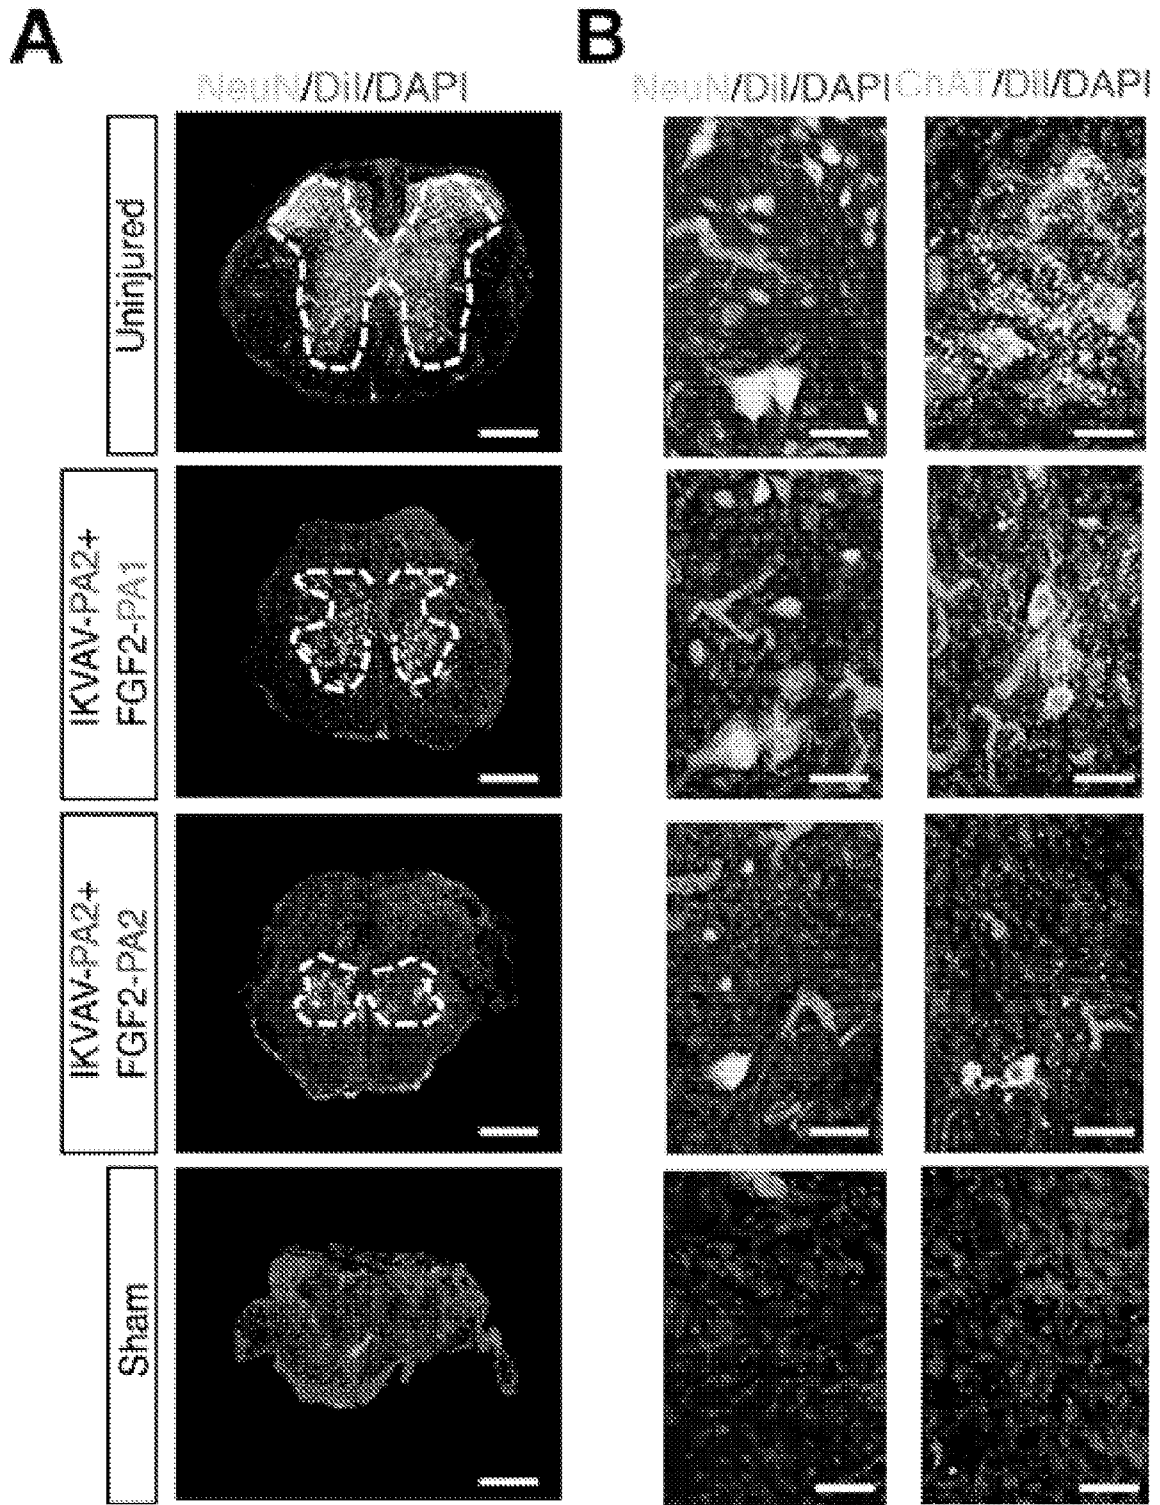 A
B
NeuN/DiI/DAPI
NeuN/DiI/DAPI
ChAT/DiI/DAPI
Uninjured
IKVAV-PA2+
FGF2-PA1
IKVAV-PA2+
FGF2-PA2
Sham